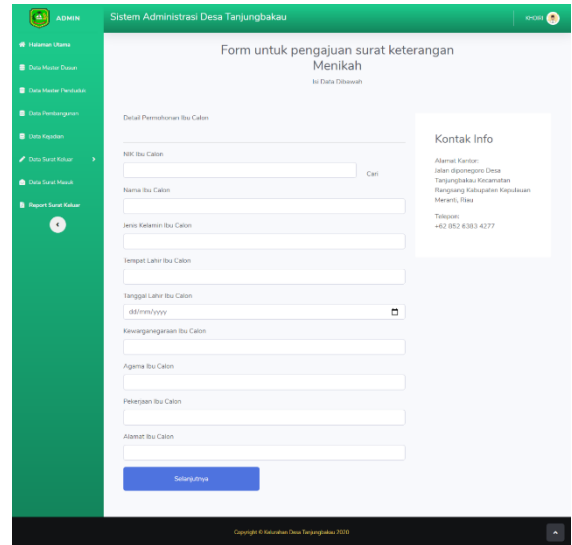 ADMIN
Sistem Administrasi Desa Tanjungbakau
KHOIRI
Halaman Utama
Data Master Dusun
Data Master Penduduk
Data Pembangunan
Data Kejadian
Data Surat Keluar
Data Surat Masuk
Report Surat Keluar
Form untuk pengajuan surat keterangan
Menikah
Isi Data Dibawah
Detail Permohonan Ibu Calon
NIK Ibu Calon
Cari
Nama Ibu Calon
Jenis Kelamin Ibu Calon
Tempat Lahir Ibu Calon
Tanggal Lahir Ibu Calon
dd/mm/yyyy
Kewarganegaraan Ibu Calon
Agama Ibu Calon
Pekerjaan Ibu Calon
Alamat Ibu Calon
Selanjutnya
Kontak Info
Alamat Kantor:
Jalan diponegoro Desa
Tanjungbakau Kecamatan
Rangsang Kabupaten Kepulauan
Meranti, Riau
Telepon:
+62 852 6383 4277
Copyright © Kelurahan Desa Tanjungbakau 2020